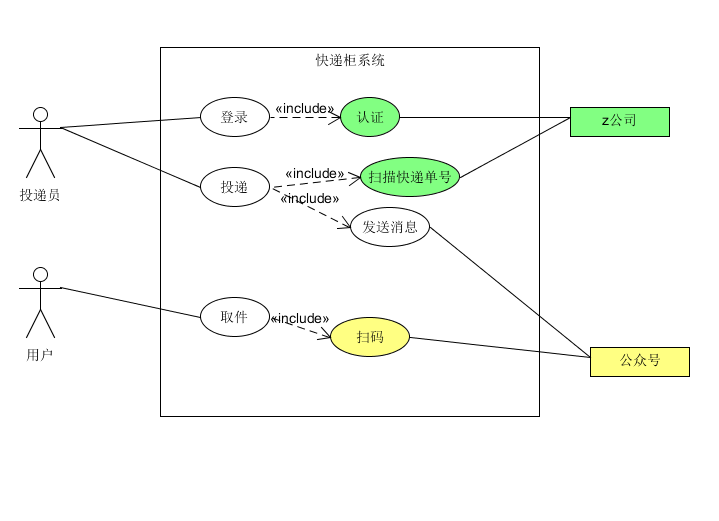 快递柜系统
登录
«include»
认证
z公司
投递员
投递
«include»
扫描快递单号
«include»
发送消息
用户
取件
«include»
扫码
公众号